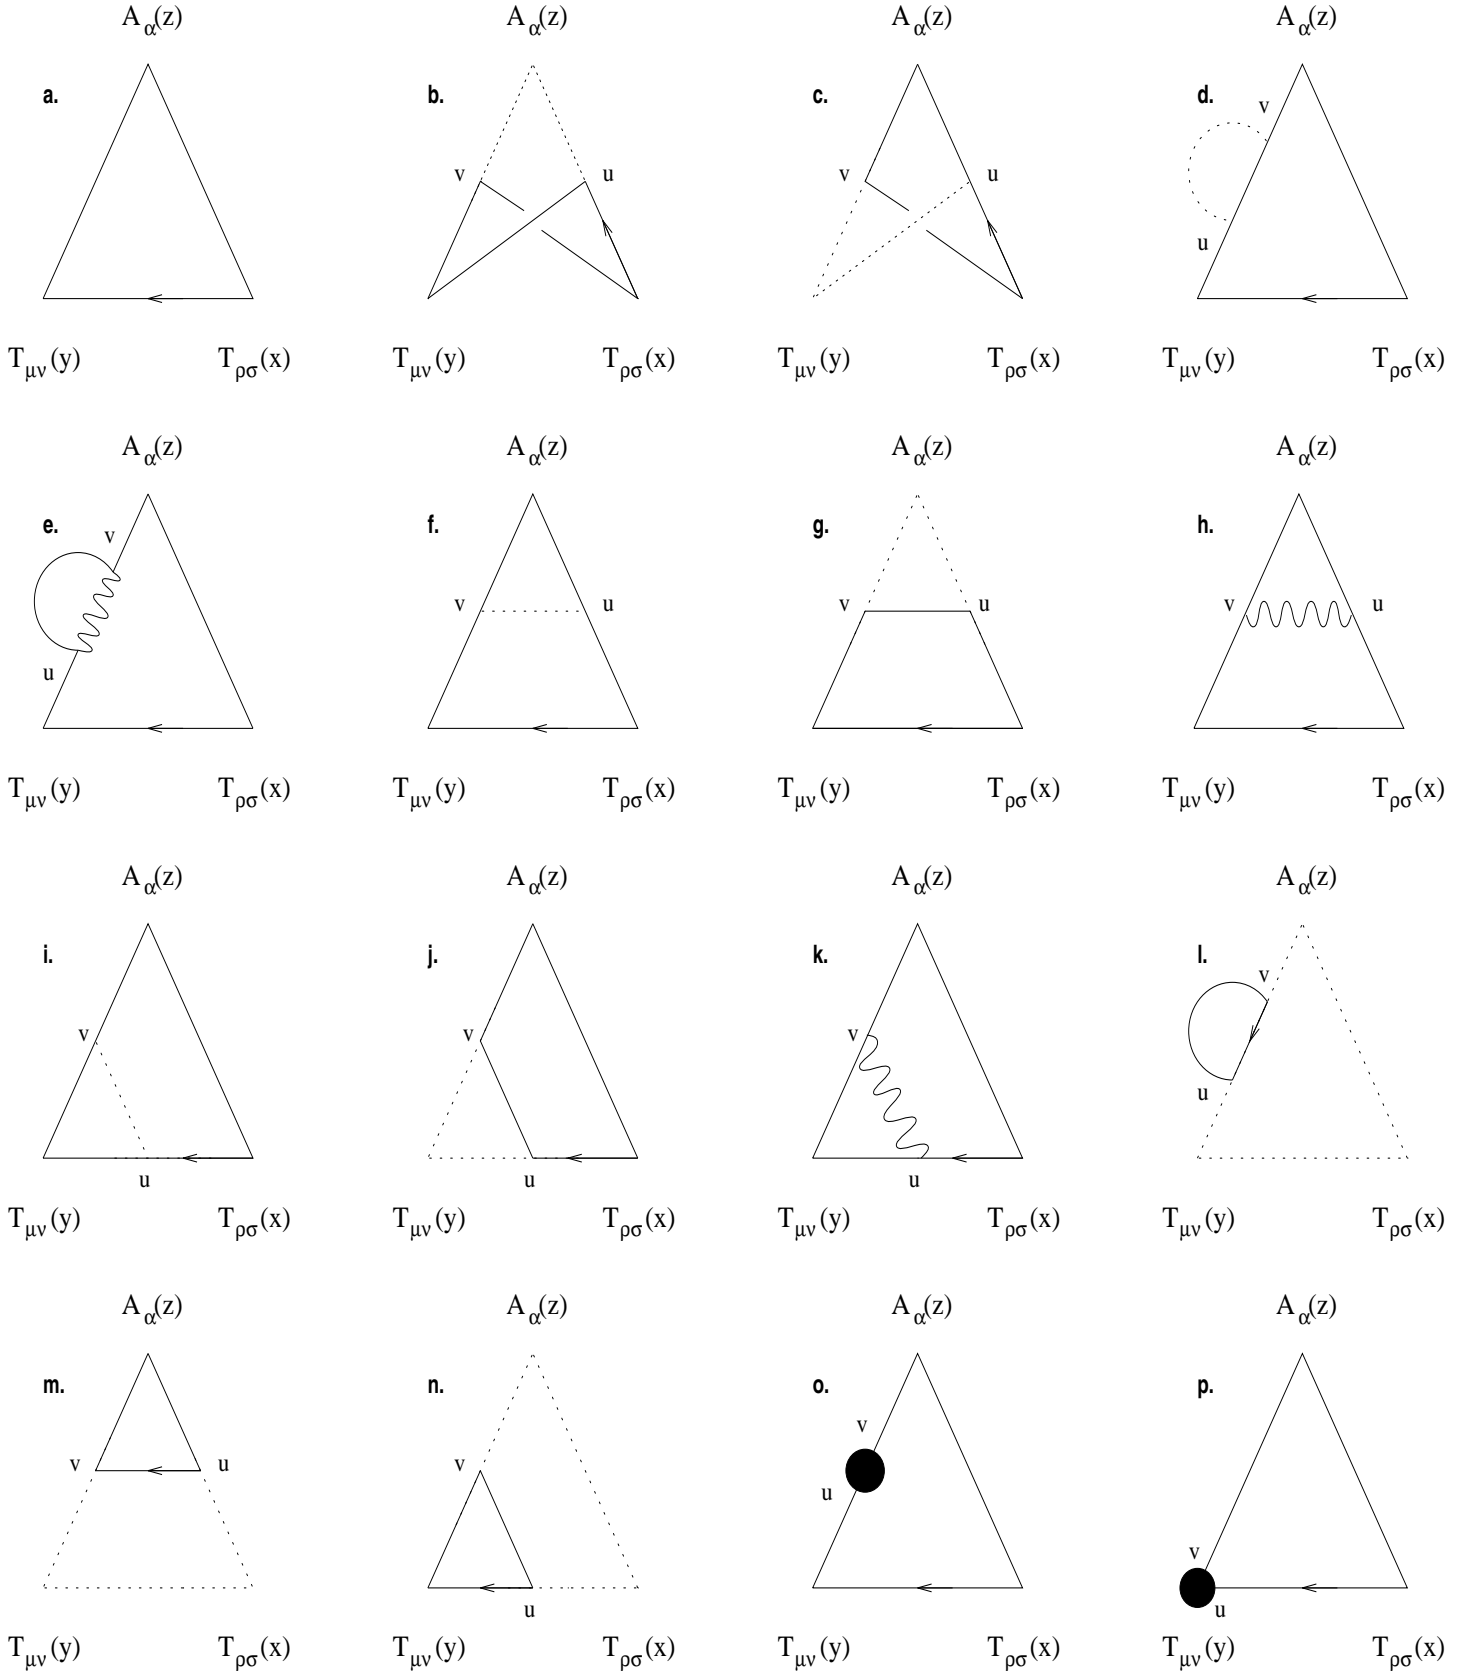 A_α(z) A_α(z) A_α(z) A_α(z)
a. b. c. d.
v
v u v u
u
T_μν(y) T_ρσ(x) T_μν(y) T_ρσ(x) T_μν(y) T_ρσ(x) T_μν(y) T_ρσ(x)
A_α(z) A_α(z) A_α(z) A_α(z)
e. f. g. h.
v
v u v u v u
u
T_μν(y) T_ρσ(x) T_μν(y) T_ρσ(x) T_μν(y) T_ρσ(x) T_μν(y) T_ρσ(x)
A_α(z) A_α(z) A_α(z) A_α(z)
i. j. k. l.
v
v v v
u
u u u
T_μν(y) T_ρσ(x) T_μν(y) T_ρσ(x) T_μν(y) T_ρσ(x) T_μν(y) T_ρσ(x)
A_α(z) A_α(z) A_α(z) A_α(z)
m. n. o. p.
v
v u v
u
v
u u
T_μν(y) T_ρσ(x) T_μν(y) T_ρσ(x) T_μν(y) T_ρσ(x) T_μν(y) T_ρσ(x)